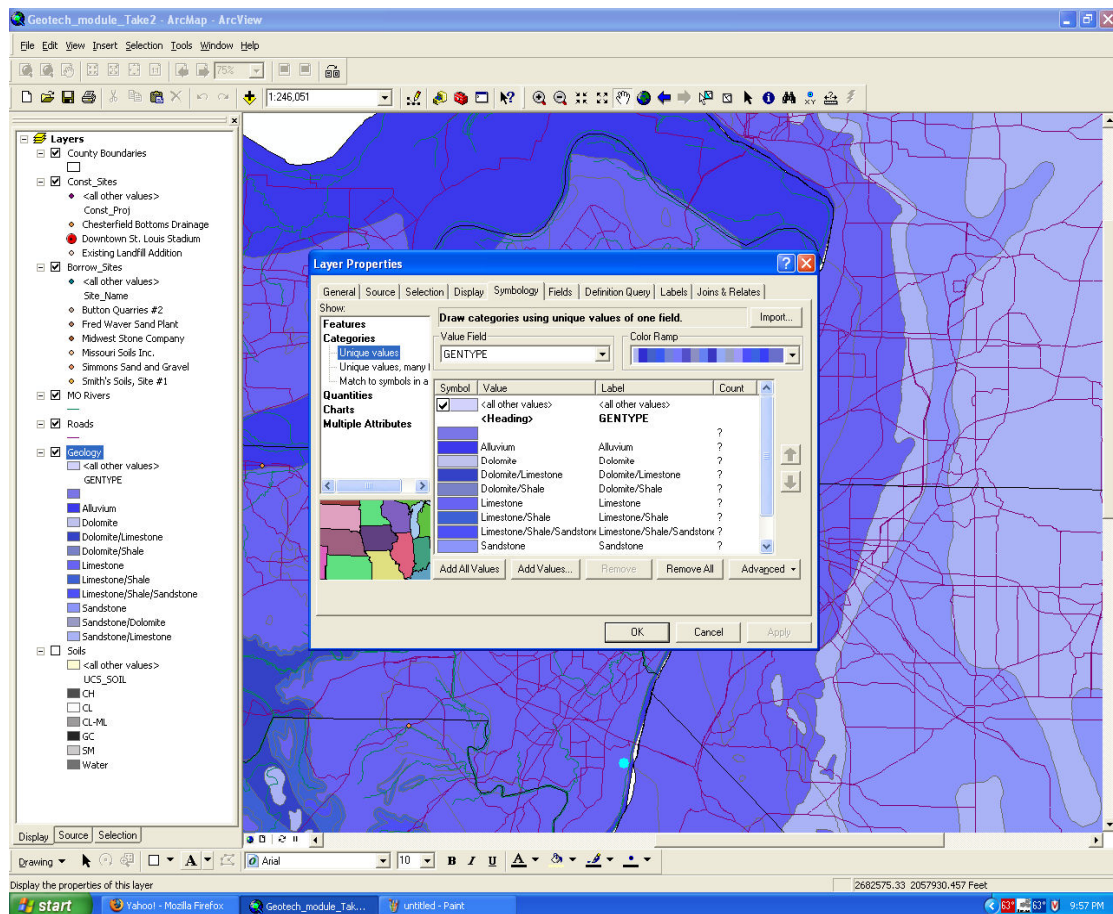 Geotech_module_Take2 - ArcMap - ArcView
File Edit View Insert Selection Tools Window Help
75%
1:246,051
Layers
County Boundaries
Const_Sites
<all other values>
Const_Proj
Chesterfield Bottoms Drainage
Downtown St. Louis Stadium
Existing Landfill Addition
Borrow_Sites
<all other values>
Site_Name
Button Quarries #2
Fred Waver Sand Plant
Midwest Stone Company
Missouri Soils Inc.
Simmons Sand and Gravel
Smith's Soils, Site #1
MO Rivers
Roads
Geology
<all other values>
GENTYPE
Alluvium
Dolomite
Dolomite/Limestone
Dolomite/Shale
Limestone
Limestone/Shale
Limestone/Shale/Sandstone
Sandstone
Sandstone/Dolomite
Sandstone/Limestone
Soils
<all other values>
UCS_SOIL
CH
CL
CL-ML
GC
SM
Water
Display Source Selection
Layer Properties
General Source Selection Display Symbology Fields Definition Query Labels Joins & Relates
Show:
Features
Categories
Unique values
Unique values, many
Match to symbols in a
Quantities
Charts
Multiple Attributes
Draw categories using unique values of one field.
Import...
Value Field
GENTYPE
Color Ramp
Symbol Value Label Count
<all other values> <all other values>
<Heading> GENTYPE
?
Alluvium Alluvium ?
Dolomite Dolomite ?
Dolomite/Limestone Dolomite/Limestone ?
Dolomite/Shale Dolomite/Shale ?
Limestone Limestone ?
Limestone/Shale Limestone/Shale ?
Limestone/Shale/Sandstone Limestone/Shale/Sandstone ?
Sandstone Sandstone ?
Add All Values Add Values... Remove Remove All Advanced
OK Cancel Apply
Drawing A Arial 10 B I U A
Display the properties of this layer
2682575.33 2057930.457 Feet
start Yahoo! - Mozilla Firefox Geotech_module_Tak... untitled - Paint 63° 63° 9:57 PM